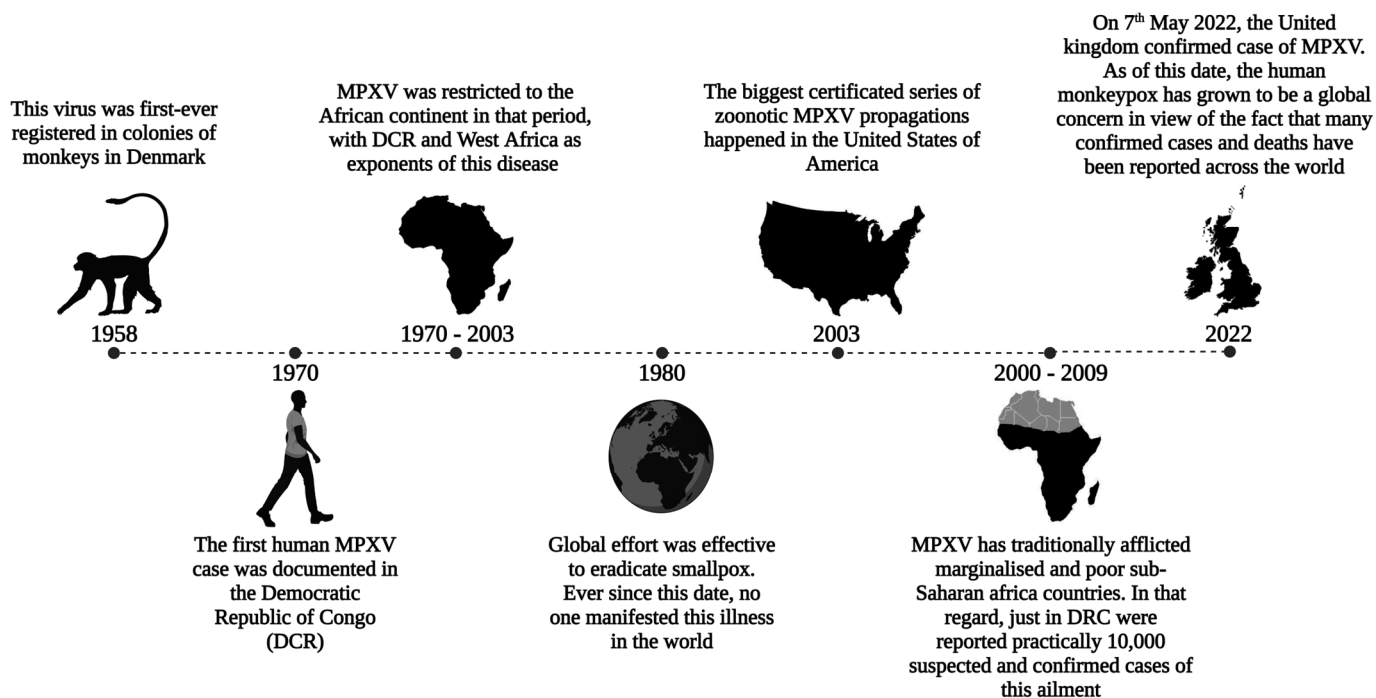 This virus was first-ever
registered in colonies of
monkeys in Denmark
1958
1970
The first human MPXV
case was documented in
the Democratic
Republic of Congo
(DCR)
MPXV was restricted to the
African continent in that period,
with DCR and West Africa as
exponents of this disease
1970 - 2003
1980
Global effort was effective
to eradicate smallpox.
Ever since this date, no
one manifested this illness
in the world
The biggest certificated series of
zoonotic MPXV propagations
happened in the United States of
America
2003
2000 - 2009
MPXV has traditionally afflicted
marginalised and poor sub-
Saharan africa countries. In that
regard, just in DRC were
reported practically 10,000
suspected and confirmed cases of
this ailment
On 7th May 2022, the United
kingdom confirmed case of MPXV.
As of this date, the human
monkeypox has grown to be a global
concern in view of the fact that many
confirmed cases and deaths have
been reported across the world
2022